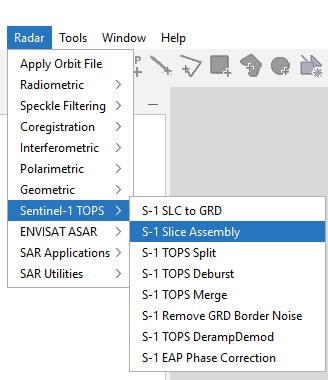 Radar Tools Window Help
Apply Orbit File
Radiometric
Speckle Filtering
Coregistration
Interferometric
Polarimetric
Geometric
Sentinel-1 TOPS
ENVISAT ASAR
SAR Applications
SAR Utilities
S-1 SLC to GRD
S-1 Slice Assembly
S-1 TOPS Split
S-1 TOPS Deburst
S-1 TOPS Merge
S-1 Remove GRD Border Noise
S-1 TOPS DerampDemod
S-1 EAP Phase Correction